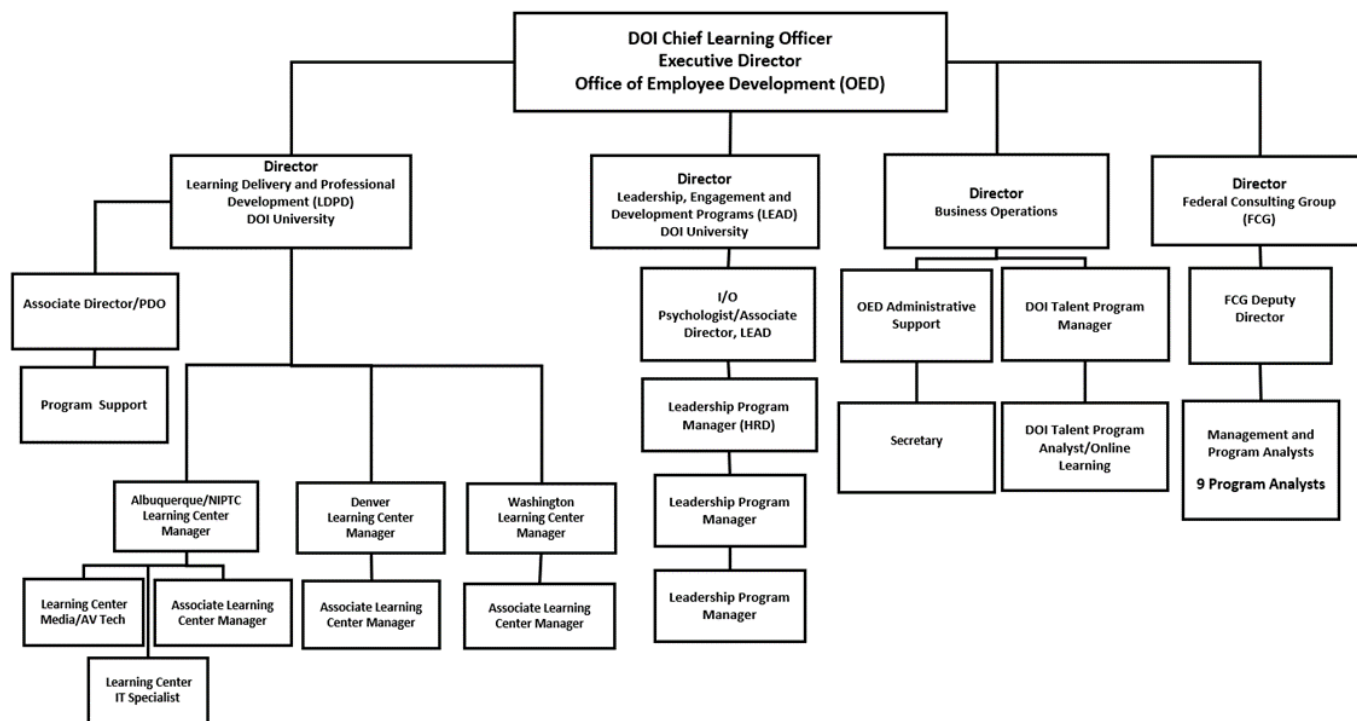 DOI Chief Learning Officer
Executive Director
Office of Employee Development (OED)
Director
Learning Delivery and Professional
Development (LDPD)
DOI University
Director
Leadership, Engagement and
Development Programs (LEAD)
DOI University
Director
Business Operations
Director
Federal Consulting Group
(FCG)
Associate Director/PDO
I/O
Psychologist/Associate
Director, LEAD
OED Administrative
Support
DOI Talent Program
Manager
FCG Deputy
Director
Program Support
Leadership Program
Manager (HRD)
Secretary
DOI Talent Program
Analyst/Online
Learning
Management and
Program Analysts
9 Program Analysts
Albuquerque/NIPTC
Learning Center
Manager
Denver
Learning Center
Manager
Washington
Learning Center
Manager
Leadership Program
Manager
Learning Center
Media/AV Tech
Associate Learning
Center Manager
Associate Learning
Center Manager
Associate Learning
Center Manager
Leadership Program
Manager
Learning Center
IT Specialist